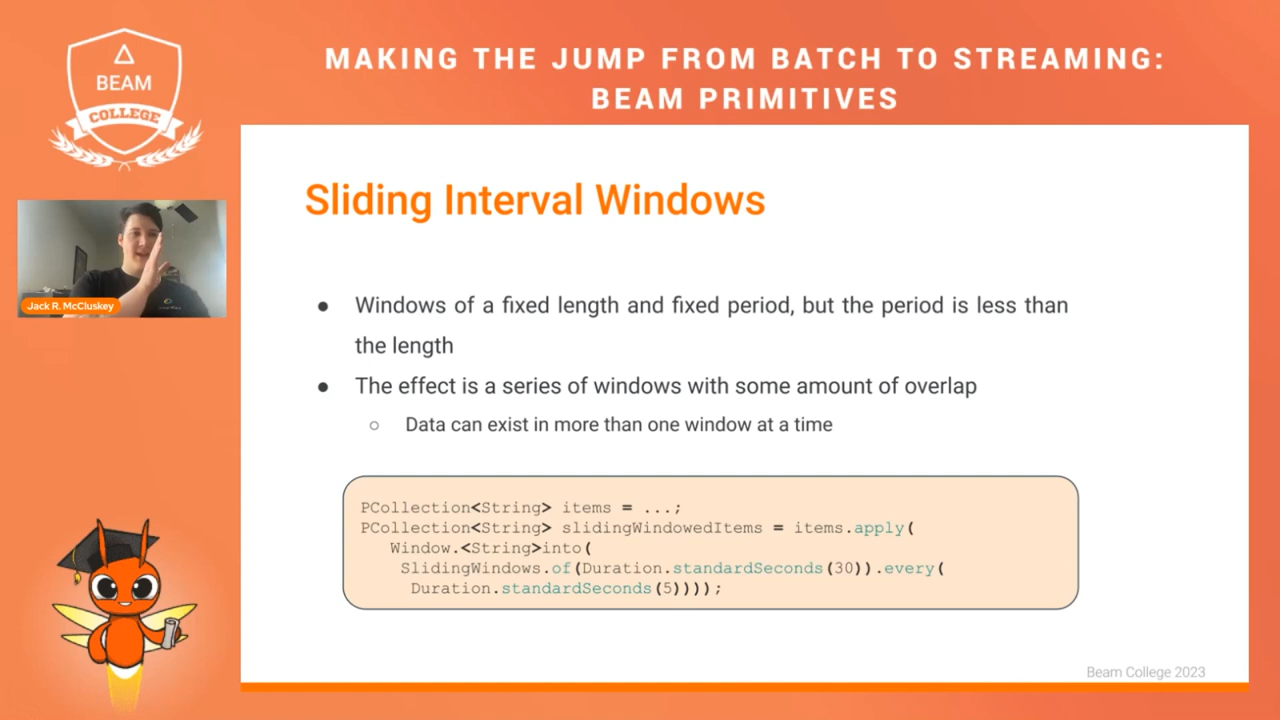 MAKING THE JUMP FROM BATCH TO STREAMING:
BEAM PRIMITIVES
BEAM
COLLEGE
Jack R. McCluskey
Sliding Interval Windows
● Windows of a fixed length and fixed period, but the period is less than
the length
● The effect is a series of windows with some amount of overlap
○ Data can exist in more than one window at a time
PCollection<String> items = ...;
PCollection<String> slidingWindowedItems = items.apply(
Window.<String>into(
SlidingWindows.of(Duration.standardSeconds(30)).every(
Duration.standardSeconds(5))));
Beam College 2023